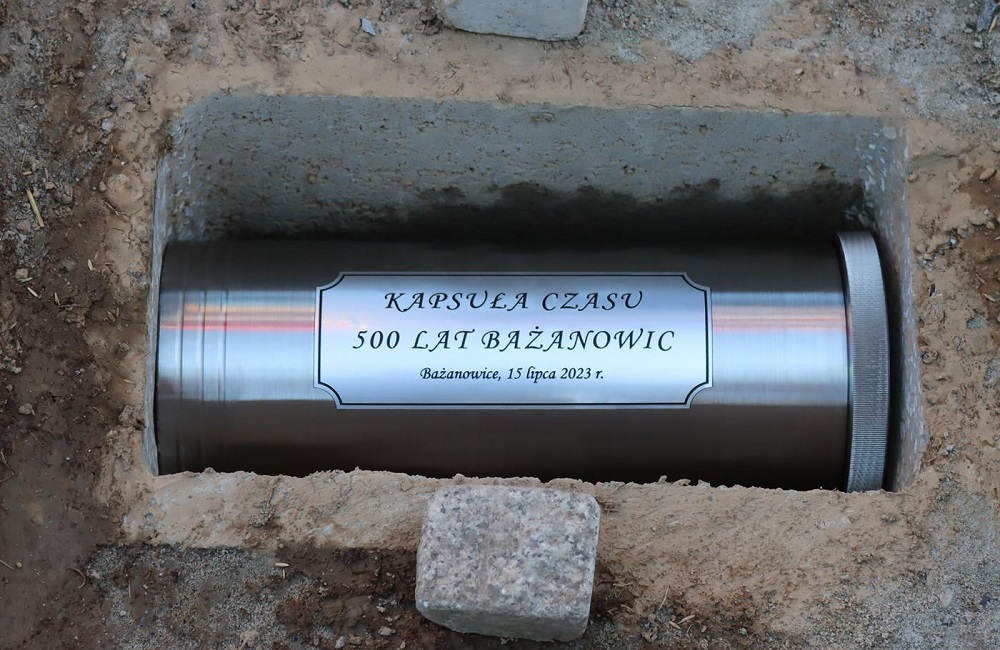 KAPSUŁA CZASU
500 LAT BAŻANOWIC
Bażanowice, 15 lipca 2023 r.